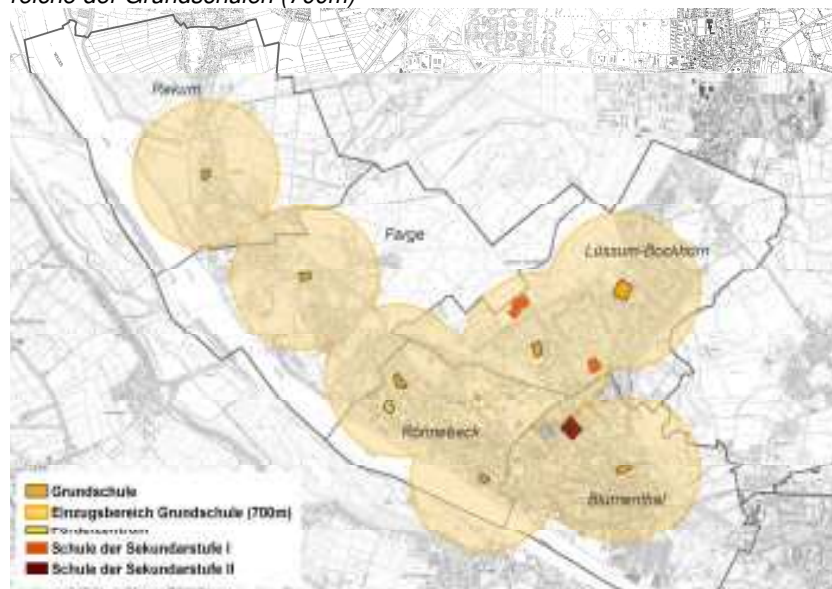 reiche der Grundschulen (700m)
Rekum
Farge
Lüssum-Bockhorn
Rönnebeck
Blumenthal
Grundschule
Einzugsbereich Grundschule (700m)
Förderzentrum
Schule der Sekundarstufe I
Schule der Sekundarstufe II